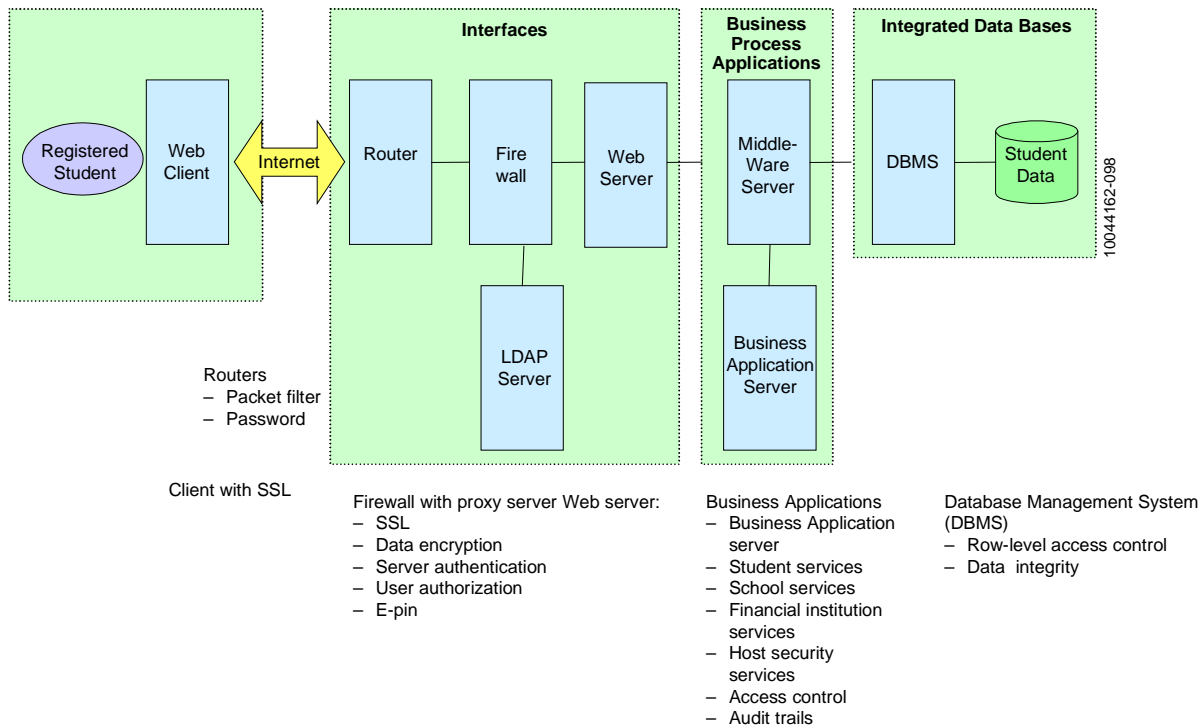 Interfaces
Business
Process
Applications
Integrated Data Bases
Registered
Student
Web
Client
Internet
Router
Fire
wall
Web
Server
Middle-
Ware
Server
DBMS
Student
Data
10044162-098
LDAP
Server
Business
Application
Server
Routers
– Packet filter
– Password
Client with SSL
Firewall with proxy server Web server:
– SSL
– Data encryption
– Server authentication
– User authorization
– E-pin
Business Applications
– Business Application
server
– Student services
– School services
– Financial institution
services
– Host security
services
– Access control
– Audit trails
Database Management System
(DBMS)
– Row-level access control
– Data integrity